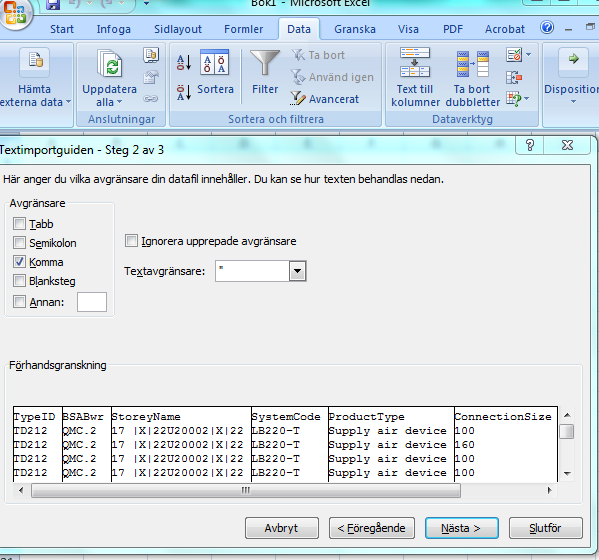 Bok1 - Microsoft Excel
Start Infoga Sidlayout Formler Data Granska Visa PDF Acrobat
Hämta externa data
Uppdatera alla
Anslutningar
A Ö
Ö A
A Ö Ö A
Sortera
Filter
Ta bort
Använd igen
Avancerat
Sortera och filtrera
Text till kolumner
Ta bort dubbletter
Dataverktyg
Disposition
Textimportguiden - Steg 2 av 3
Här anger du vilka avgränsare din datafil innehåller. Du kan se hur texten behandlas nedan.
Avgränsare
Tabb
Semikolon
Komma
Blanksteg
Annan:
Ignorera upprepade avgränsare
Textavgränsare: "
Förhandsgranskning
TypeID BSABwr StoreyName SystemCode ProductType ConnectionSize
TD212 QMC.2 17 |X|22U20002|X|22 LB220-T Supply air device 100
TD212 QMC.2 17 |X|22U20002|X|22 LB220-T Supply air device 160
TD212 QMC.2 17 |X|22U20002|X|22 LB220-T Supply air device 100
TD212 QMC.2 17 |X|22U20002|X|22 LB220-T Supply air device 100
Avbryt < Föregående Nästa > Slutför